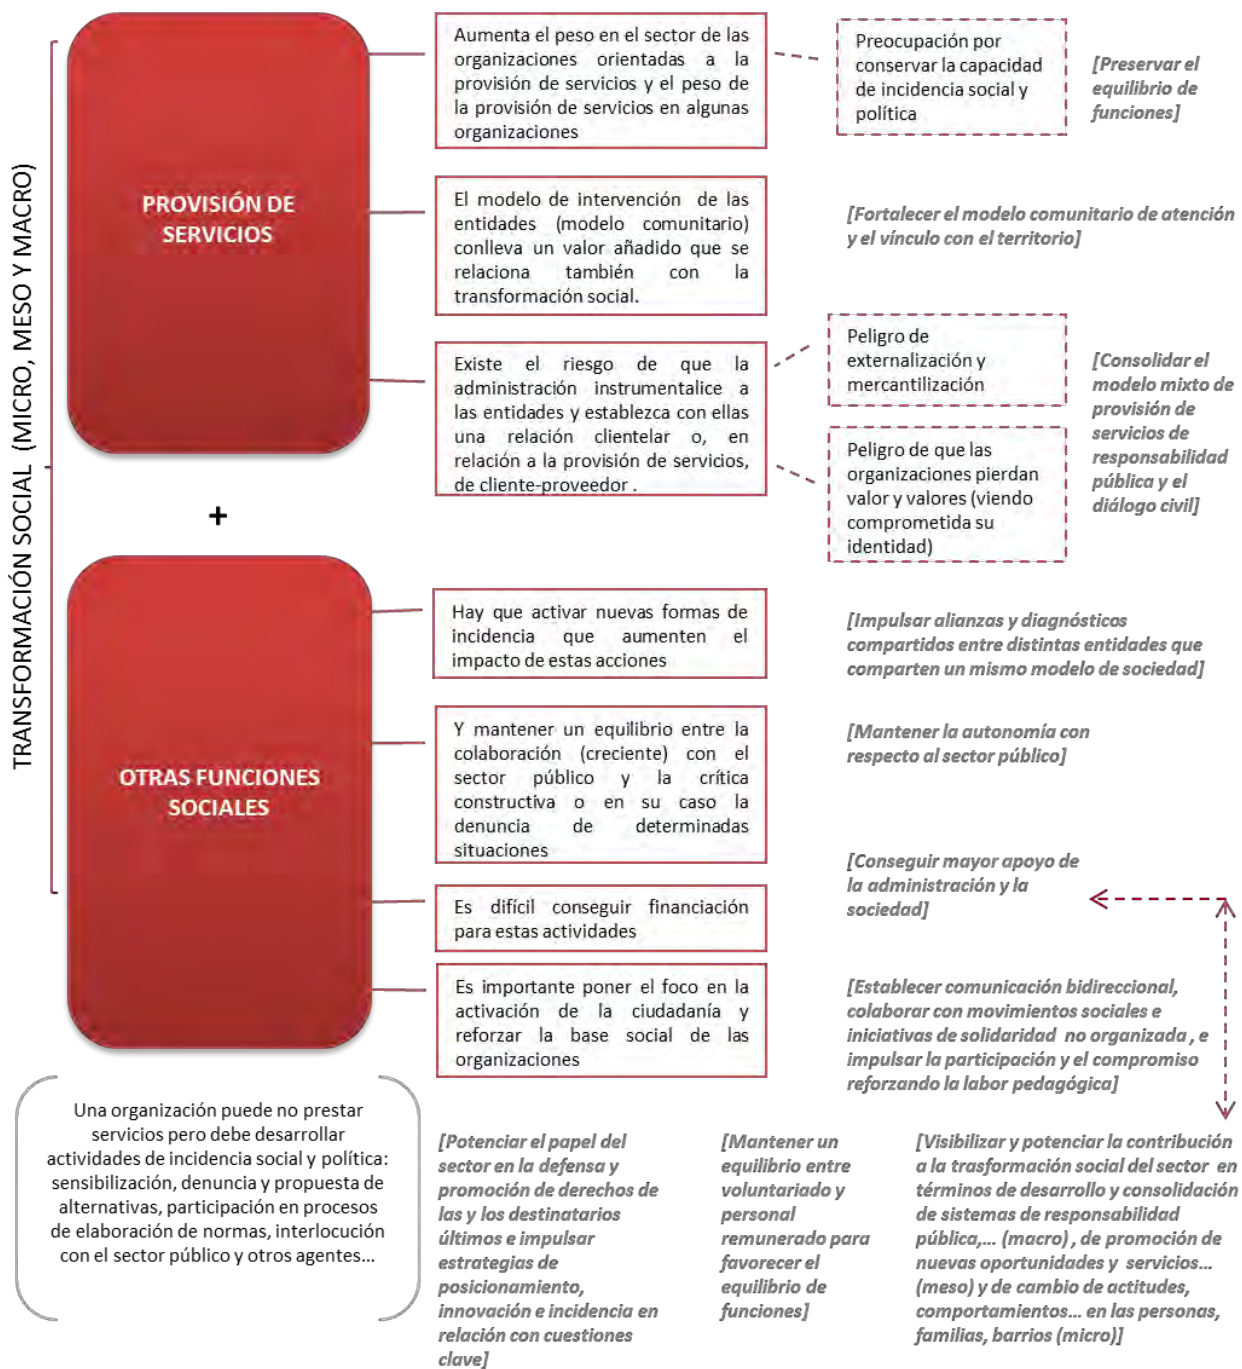 TRANSFORMACIÓN SOCIAL (MICRO, MESO Y MACRO)
PROVISIÓN DE
SERVICIOS
Aumenta el peso en el sector de las
organizaciones orientadas a la
provisión de servicios y el peso de
la provisión de servicios en algunas
organizaciones
Preocupación por
conservar la capacidad
de incidencia social y
política
[Preservar el
equilibrio de
funciones]
El modelo de intervención de las
entidades (modelo comunitario)
conlleva un valor añadido que se
relaciona también con la
transformación social.
[Fortalecer el modelo comunitario de atención
y el vínculo con el territorio]
Existe el riesgo de que la
administración instrumentalice a
las entidades y establezca con ellas
una relación clientelar o, en
relación a la provisión de servicios,
de cliente-proveedor .
Peligro de
externalización y
mercantilización
Peligro de que las
organizaciones pierdan
valor y valores (viendo
comprometida su
identidad)
[Consolidar el
modelo mixto de
provisión de
servicios de
responsabilidad
pública y el
diálogo civil]
+
OTRAS FUNCIONES
SOCIALES
Hay que activar nuevas formas de
incidencia que aumenten el
impacto de estas acciones
[Impulsar alianzas y diagnósticos
compartidos entre distintas entidades que
comparten un mismo modelo de sociedad]
Y mantener un equilibrio entre la
colaboración (creciente) con el
sector público y la crítica
constructiva o en su caso la
denuncia de determinadas
situaciones
[Mantener la autonomía con
respecto al sector público]
Es difícil conseguir financiación
para estas actividades
[Conseguir mayor apoyo de
la administración y la
sociedad]
Es importante poner el foco en la
activación de la ciudadanía y
reforzar la base social de las
organizaciones
[Establecer comunicación bidireccional,
colaborar con movimientos sociales e
iniciativas de solidaridad no organizada , e
impulsar la participación y el compromiso
reforzando la labor pedagógica]
Una organización puede no prestar
servicios pero debe desarrollar
actividades de incidencia social y política:
sensibilización, denuncia y propuesta de
alternativas, participación en procesos
de elaboración de normas, interlocución
con el sector público y otros agentes...
[Potenciar el papel del
sector en la defensa y
promoción de derechos de
las y los destinatarios
últimos e impulsar
estrategias de
posicionamiento,
innovación e incidencia en
relación con cuestiones
clave]
[Mantener un
equilibrio entre
voluntariado y
personal
remunerado para
favorecer el
equilibrio de
funciones]
[Visibilizar y potenciar la contribución
a la trasformación social del sector en
términos de desarrollo y consolidación
de sistemas de responsabilidad
pública,... (macro) , de promoción de
nuevas oportunidades y servicios...
(meso) y de cambio de actitudes,
comportamientos... en las personas,
familias, barrios (micro)]